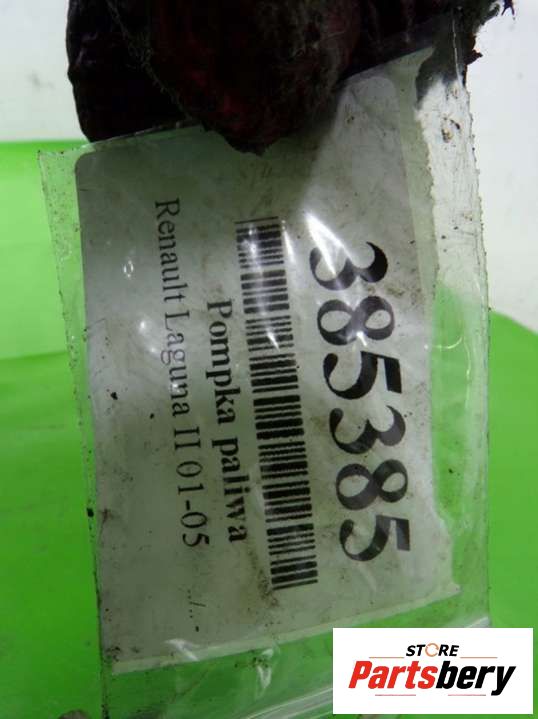 385385
Pompka paliwa
Renault Laguna II 01-05
/...
STORE
Partsbery